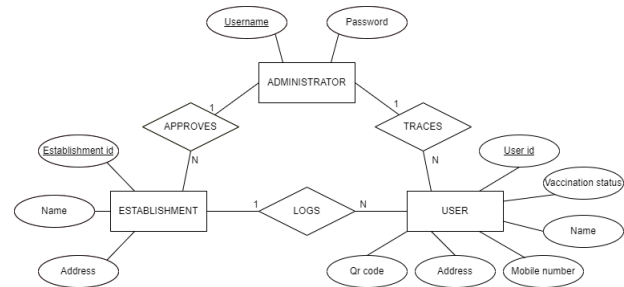 Username
Password
ADMINISTRATOR
1
1
APPROVES
TRACES
Establishment id
N
N
User id
Vaccination status
Name
ESTABLISHMENT
1
LOGS
N
USER
Name
Address
Qr code
Address
Mobile number